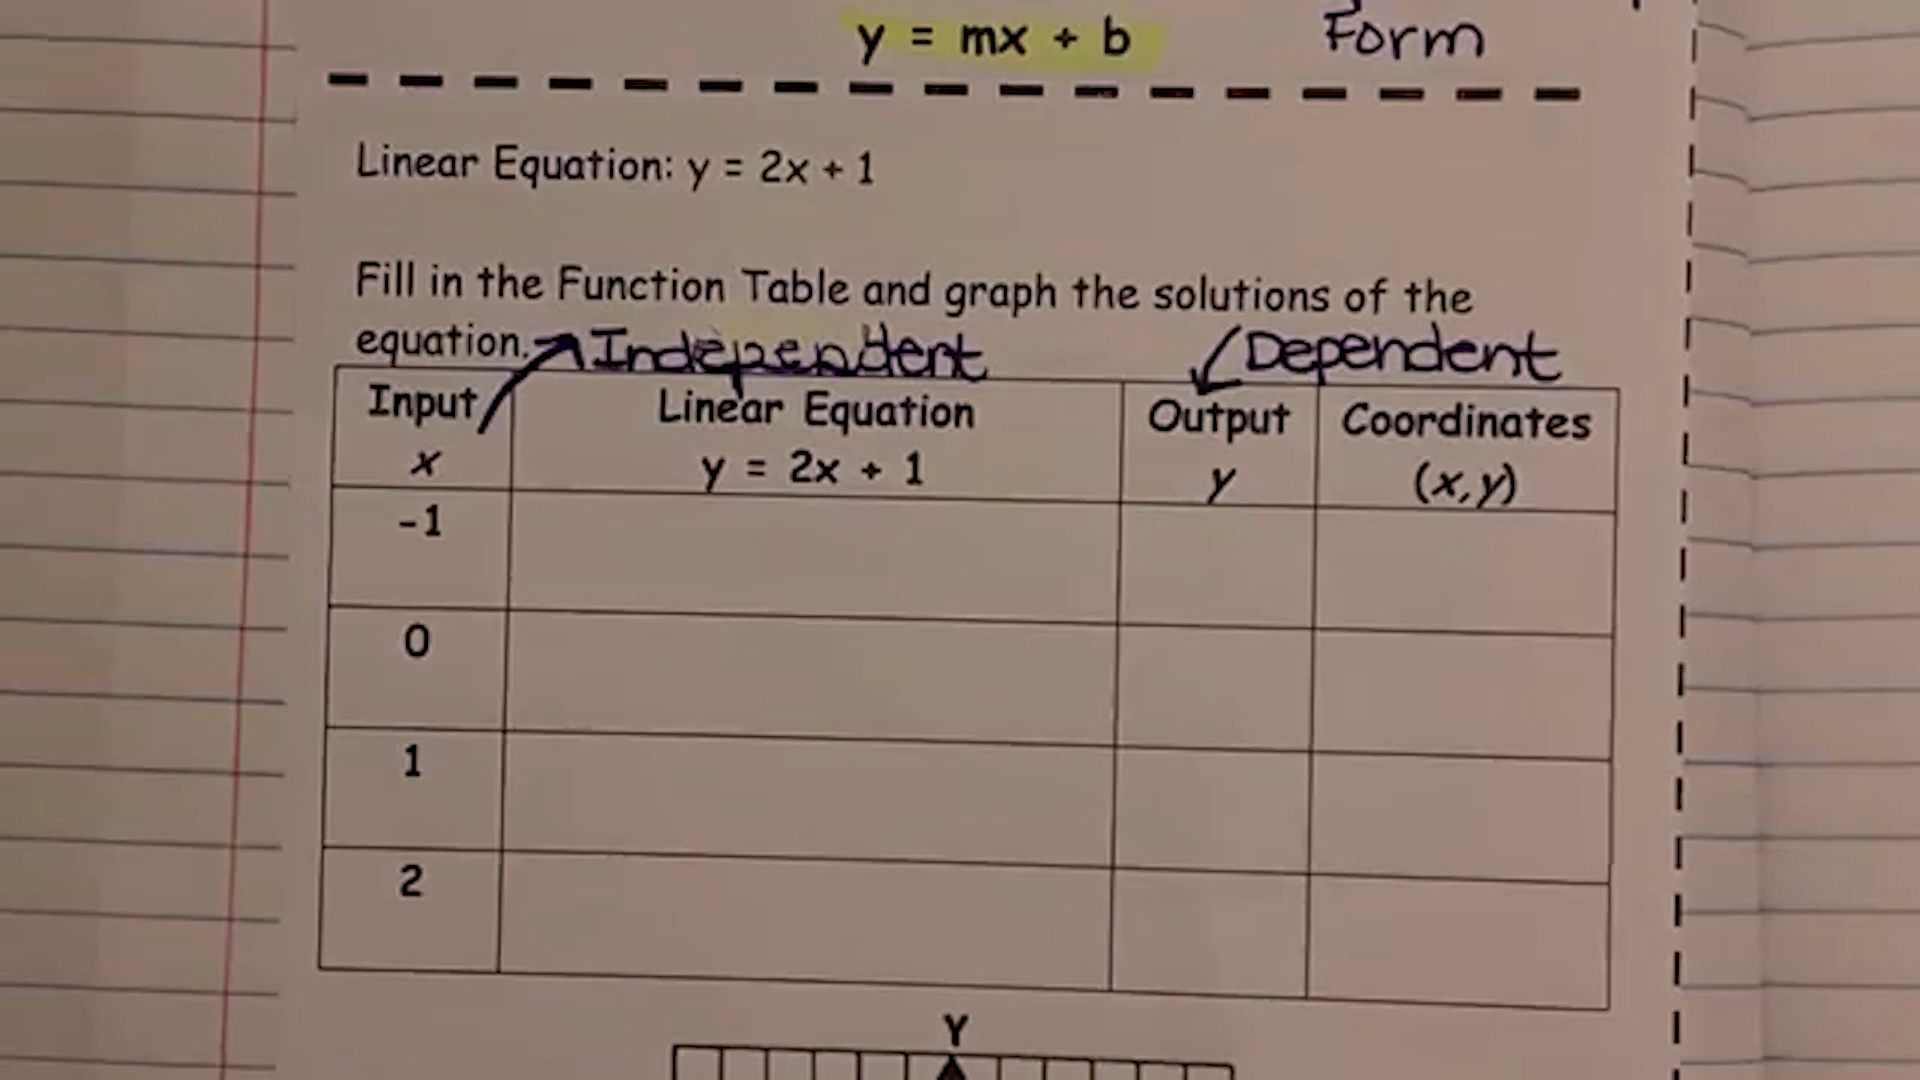 y = mx + b Form
Linear Equation: y = 2x + 1
Fill in the Function Table and graph the solutions of the
equation. Independent Dependent
Input Linear Equation Output Coordinates
x y = 2x + 1 y (x,y)
-1
0
1
2
Y